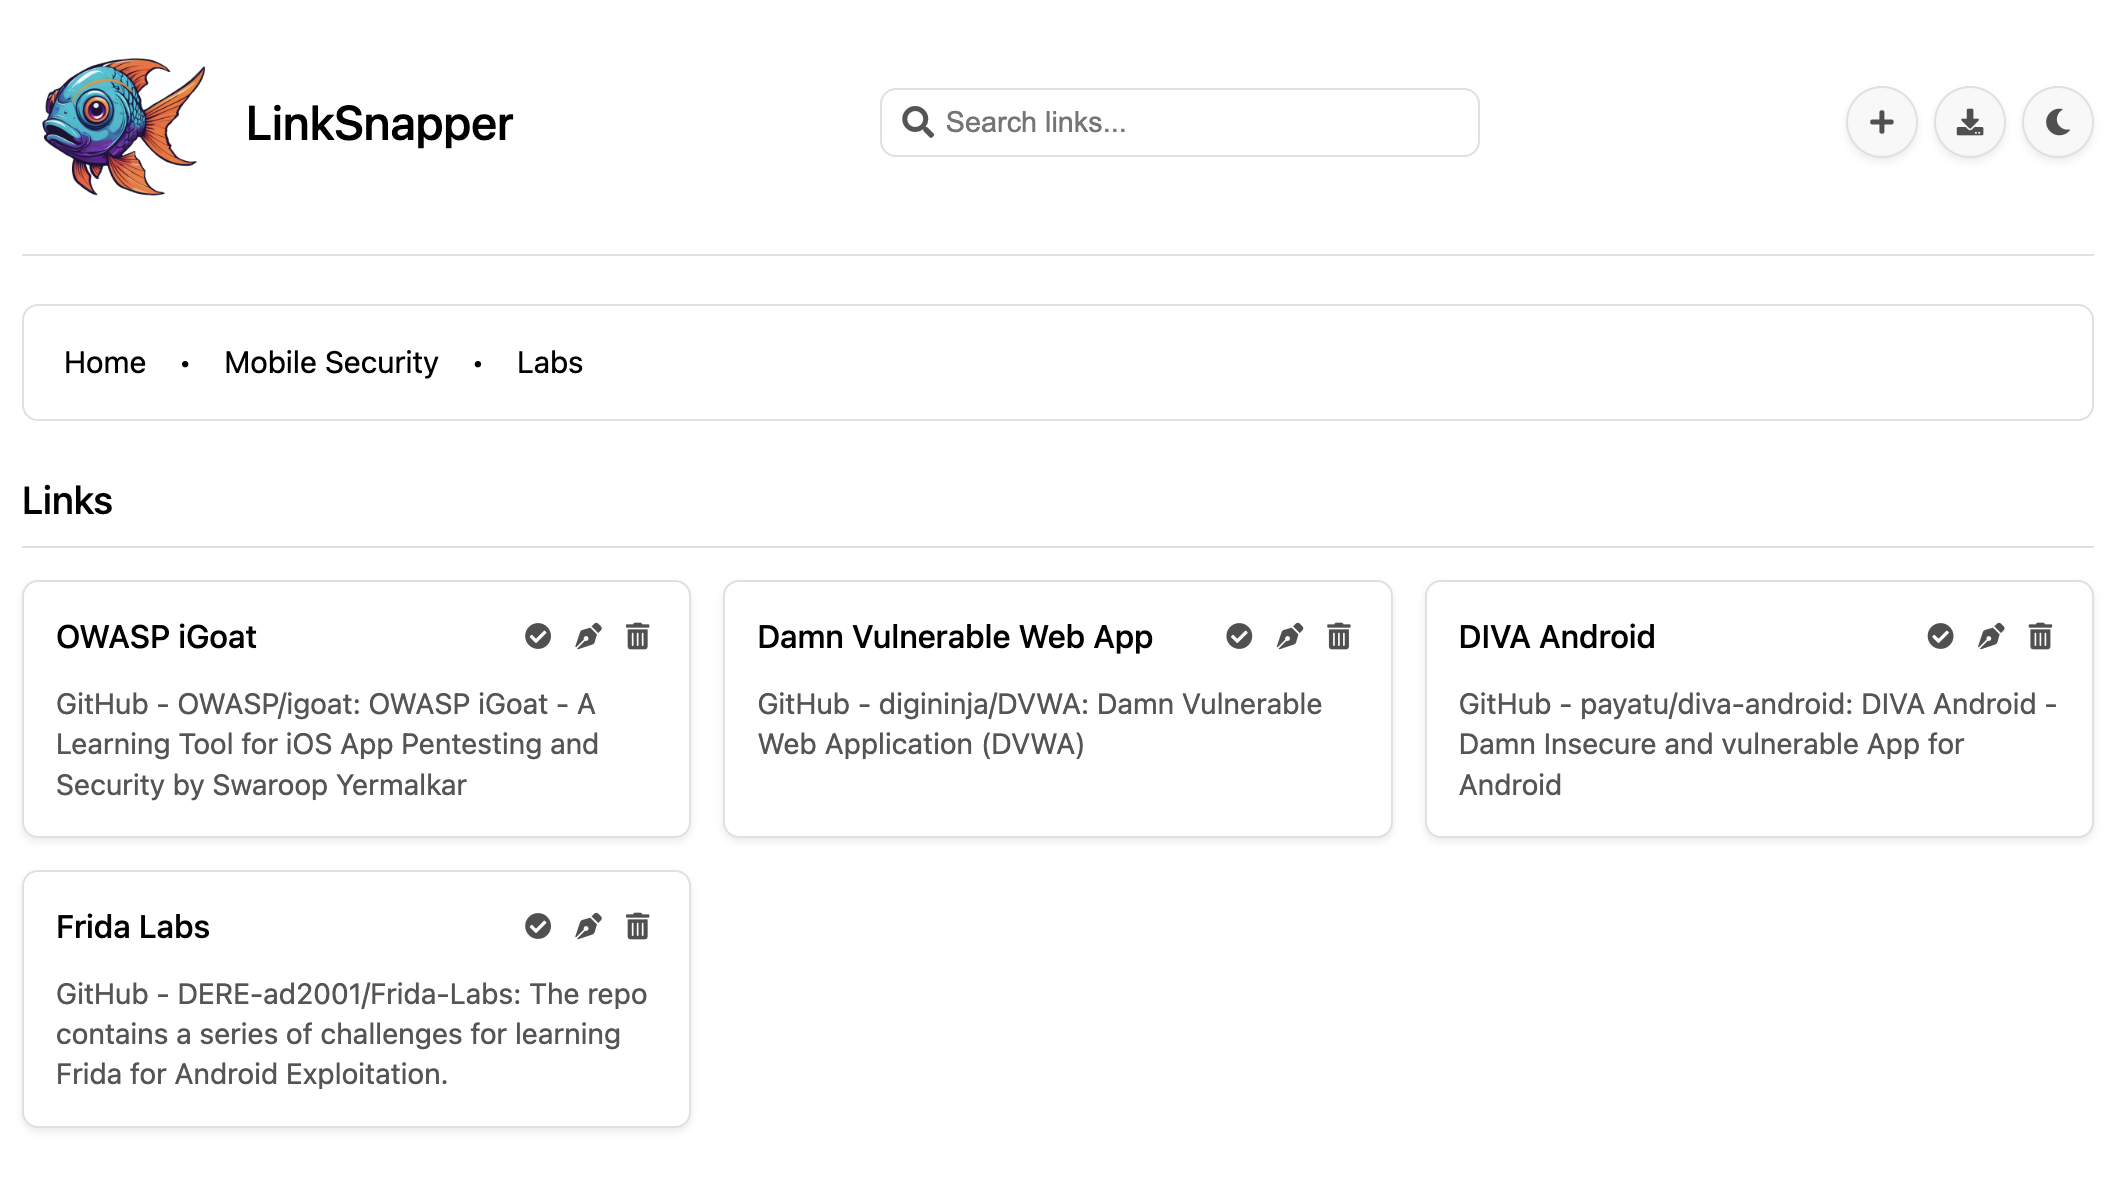 LinkSnapper
Search links...
Home • Mobile Security • Labs
Links
OWASP iGoat
GitHub - OWASP/igoat: OWASP iGoat - A
Learning Tool for iOS App Pentesting and
Security by Swaroop Yermalkar
Damn Vulnerable Web App
GitHub - digininja/DVWA: Damn Vulnerable
Web Application (DVWA)
DIVA Android
GitHub - payatu/diva-android: DIVA Android -
Damn Insecure and vulnerable App for
Android
Frida Labs
GitHub - DERE-ad2001/Frida-Labs: The repo
contains a series of challenges for learning
Frida for Android Exploitation.